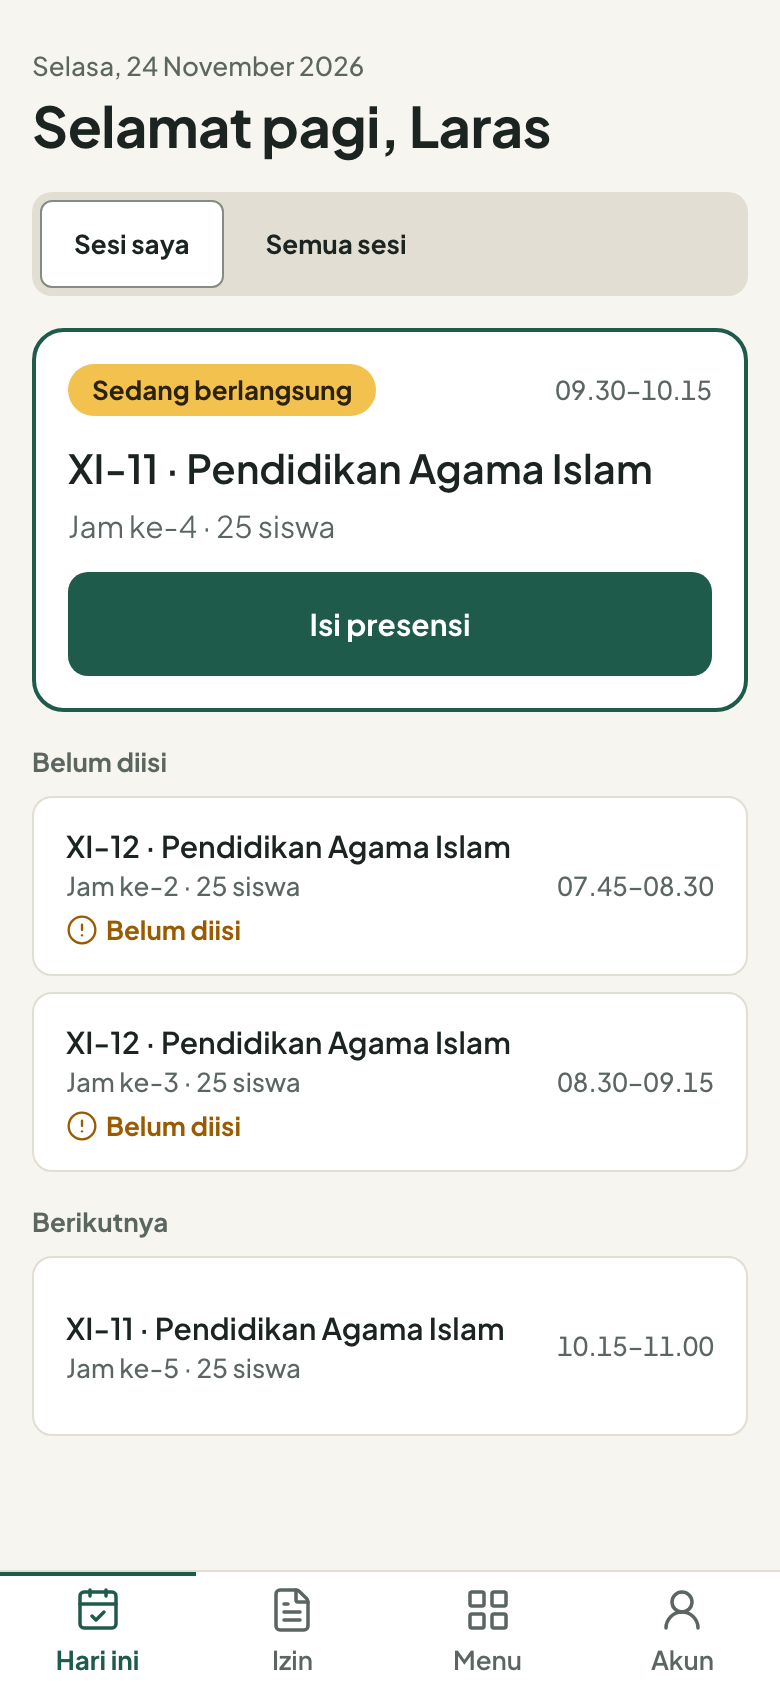 Selasa, 24 November 2026
Selamat pagi, Laras
Sesi saya
Semua sesi
Sedang berlangsung
09.30–10.15
XI-11 · Pendidikan Agama Islam
Jam ke-4 · 25 siswa
Isi presensi
Belum diisi
XI-12 · Pendidikan Agama Islam
Jam ke-2 · 25 siswa
07.45–08.30
Belum diisi
XI-12 · Pendidikan Agama Islam
Jam ke-3 · 25 siswa
08.30–09.15
Belum diisi
Berikutnya
XI-11 · Pendidikan Agama Islam
Jam ke-5 · 25 siswa
10.15–11.00
Hari ini
Izin
Menu
Akun